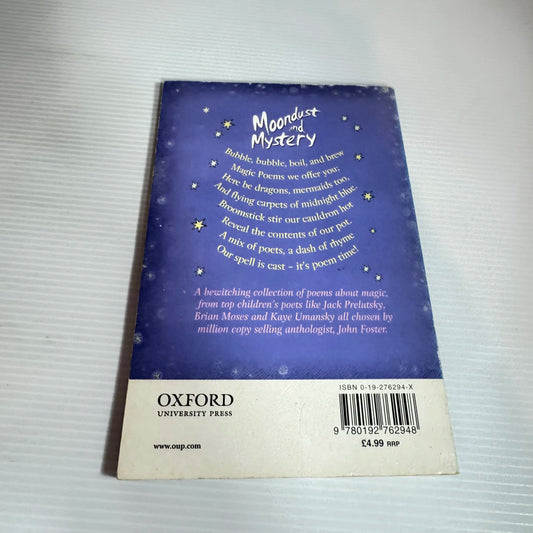 Moondust
and
Mystery
Bubble, bubble, boil, and brew
Magic Poems we offer you;
Here be dragons, mermaids too,
And flying carpets of midnight blue.
Broomstick stir our cauldron hot
Reveal the contents of our pot.
A mix of poets, a dash of rhyme
Our spell is cast – it's poem time!
A bewitching collection of poems about magic,
from top children's poets like Jack Prelutsky,
Brian Moses and Kaye Umansky all chosen by
million copy selling anthologist, John Foster.
OXFORD
UNIVERSITY PRESS
www.oup.com
ISBN 0-19-276294-X
9 780192 762948
£4.99 RRP